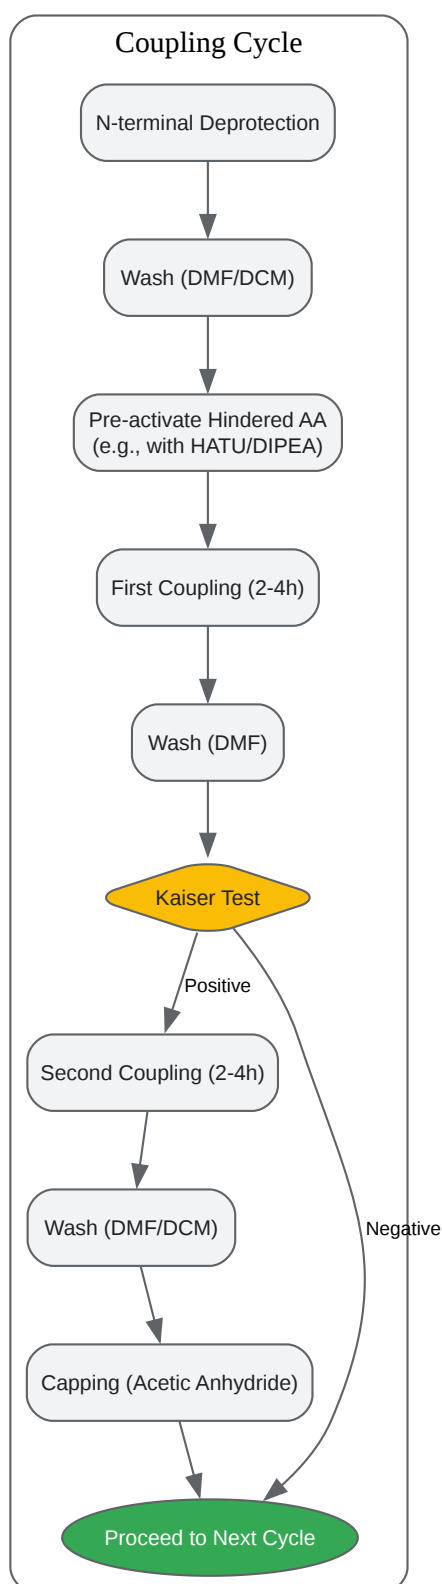 Coupling Cycle
N-terminal Deprotection
Wash (DMF/DCM)
Pre-activate Hindered AA
(e.g., with HATU/DIPEA)
First Coupling (2-4h)
Wash (DMF)
Kaiser Test
Positive
Second Coupling (2-4h)
Wash (DMF/DCM)
Negative
Capping (Acetic Anhydride)
Proceed to Next Cycle